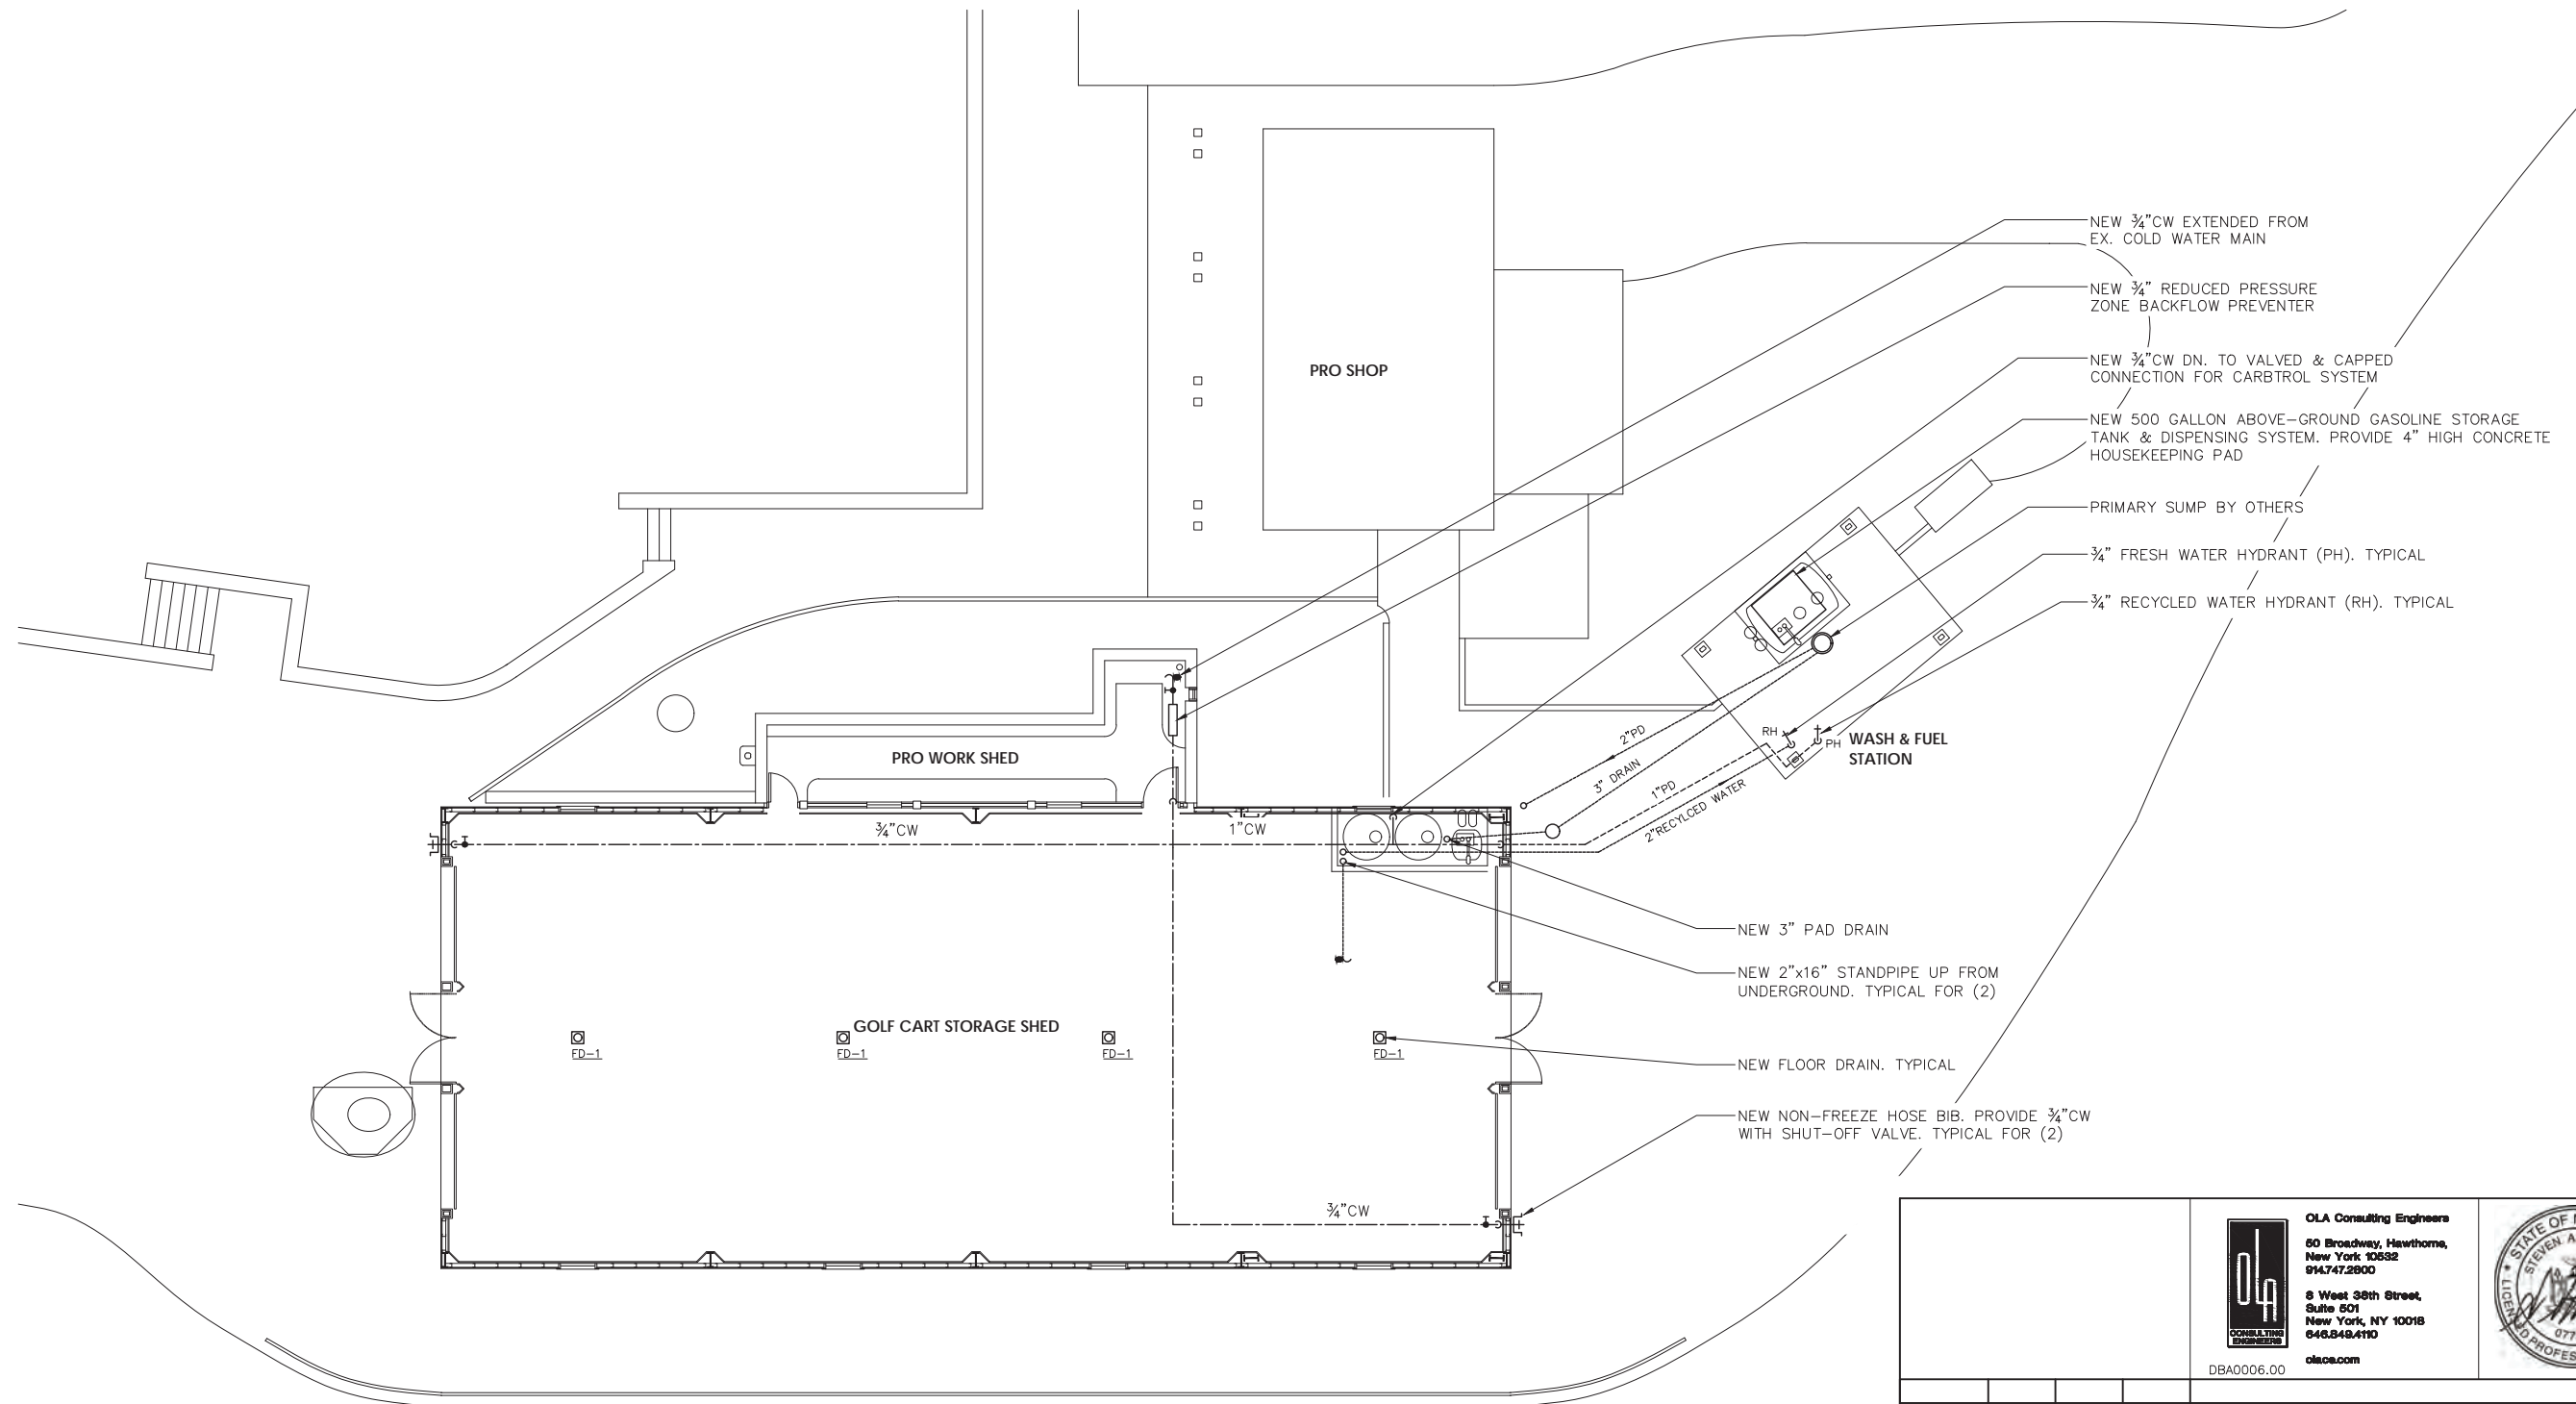 NEW ¾"CW EXTENDED FROM
EX. COLD WATER MAIN
NEW ¾" REDUCED PRESSURE
ZONE BACKFLOW PREVENTER
PRO SHOP
NEW ¾"CW DN. TO VALVED & CAPPED
CONNECTION FOR CARBTROL SYSTEM
NEW 500 GALLON ABOVE-GROUND GASOLINE STORAGE
TANK & DISPENSING SYSTEM. PROVIDE 4" HIGH CONCRETE
HOUSEKEEPING PAD
PRIMARY SUMP BY OTHERS
¾" FRESH WATER HYDRANT (PH). TYPICAL
¾" RECYCLED WATER HYDRANT (RH). TYPICAL
RH
PH
WASH & FUEL
STATION
2"PD
3" DRAIN
1"PD
2"RECYLCED WATER
PRO WORK SHED
¾"CW
1"CW
NEW 3" PAD DRAIN
NEW 2"x16" STANDPIPE UP FROM
UNDERGROUND. TYPICAL FOR (2)
GOLF CART STORAGE SHED
FD-1
FD-1
FD-1
FD-1
NEW FLOOR DRAIN. TYPICAL
NEW NON-FREEZE HOSE BIB. PROVIDE ¾"CW
WITH SHUT-OFF VALVE. TYPICAL FOR (2)
¾"CW
ola
CONSULTING
ENGINEERS
OLA Consulting Engineers
50 Broadway, Hawthorne,
New York 10532
914.747.2800
8 West 38th Street,
Suite 501
New York, NY 10018
646.849.4110
olace.com
DBA0006.00
STATE OF
STEVEN A
077